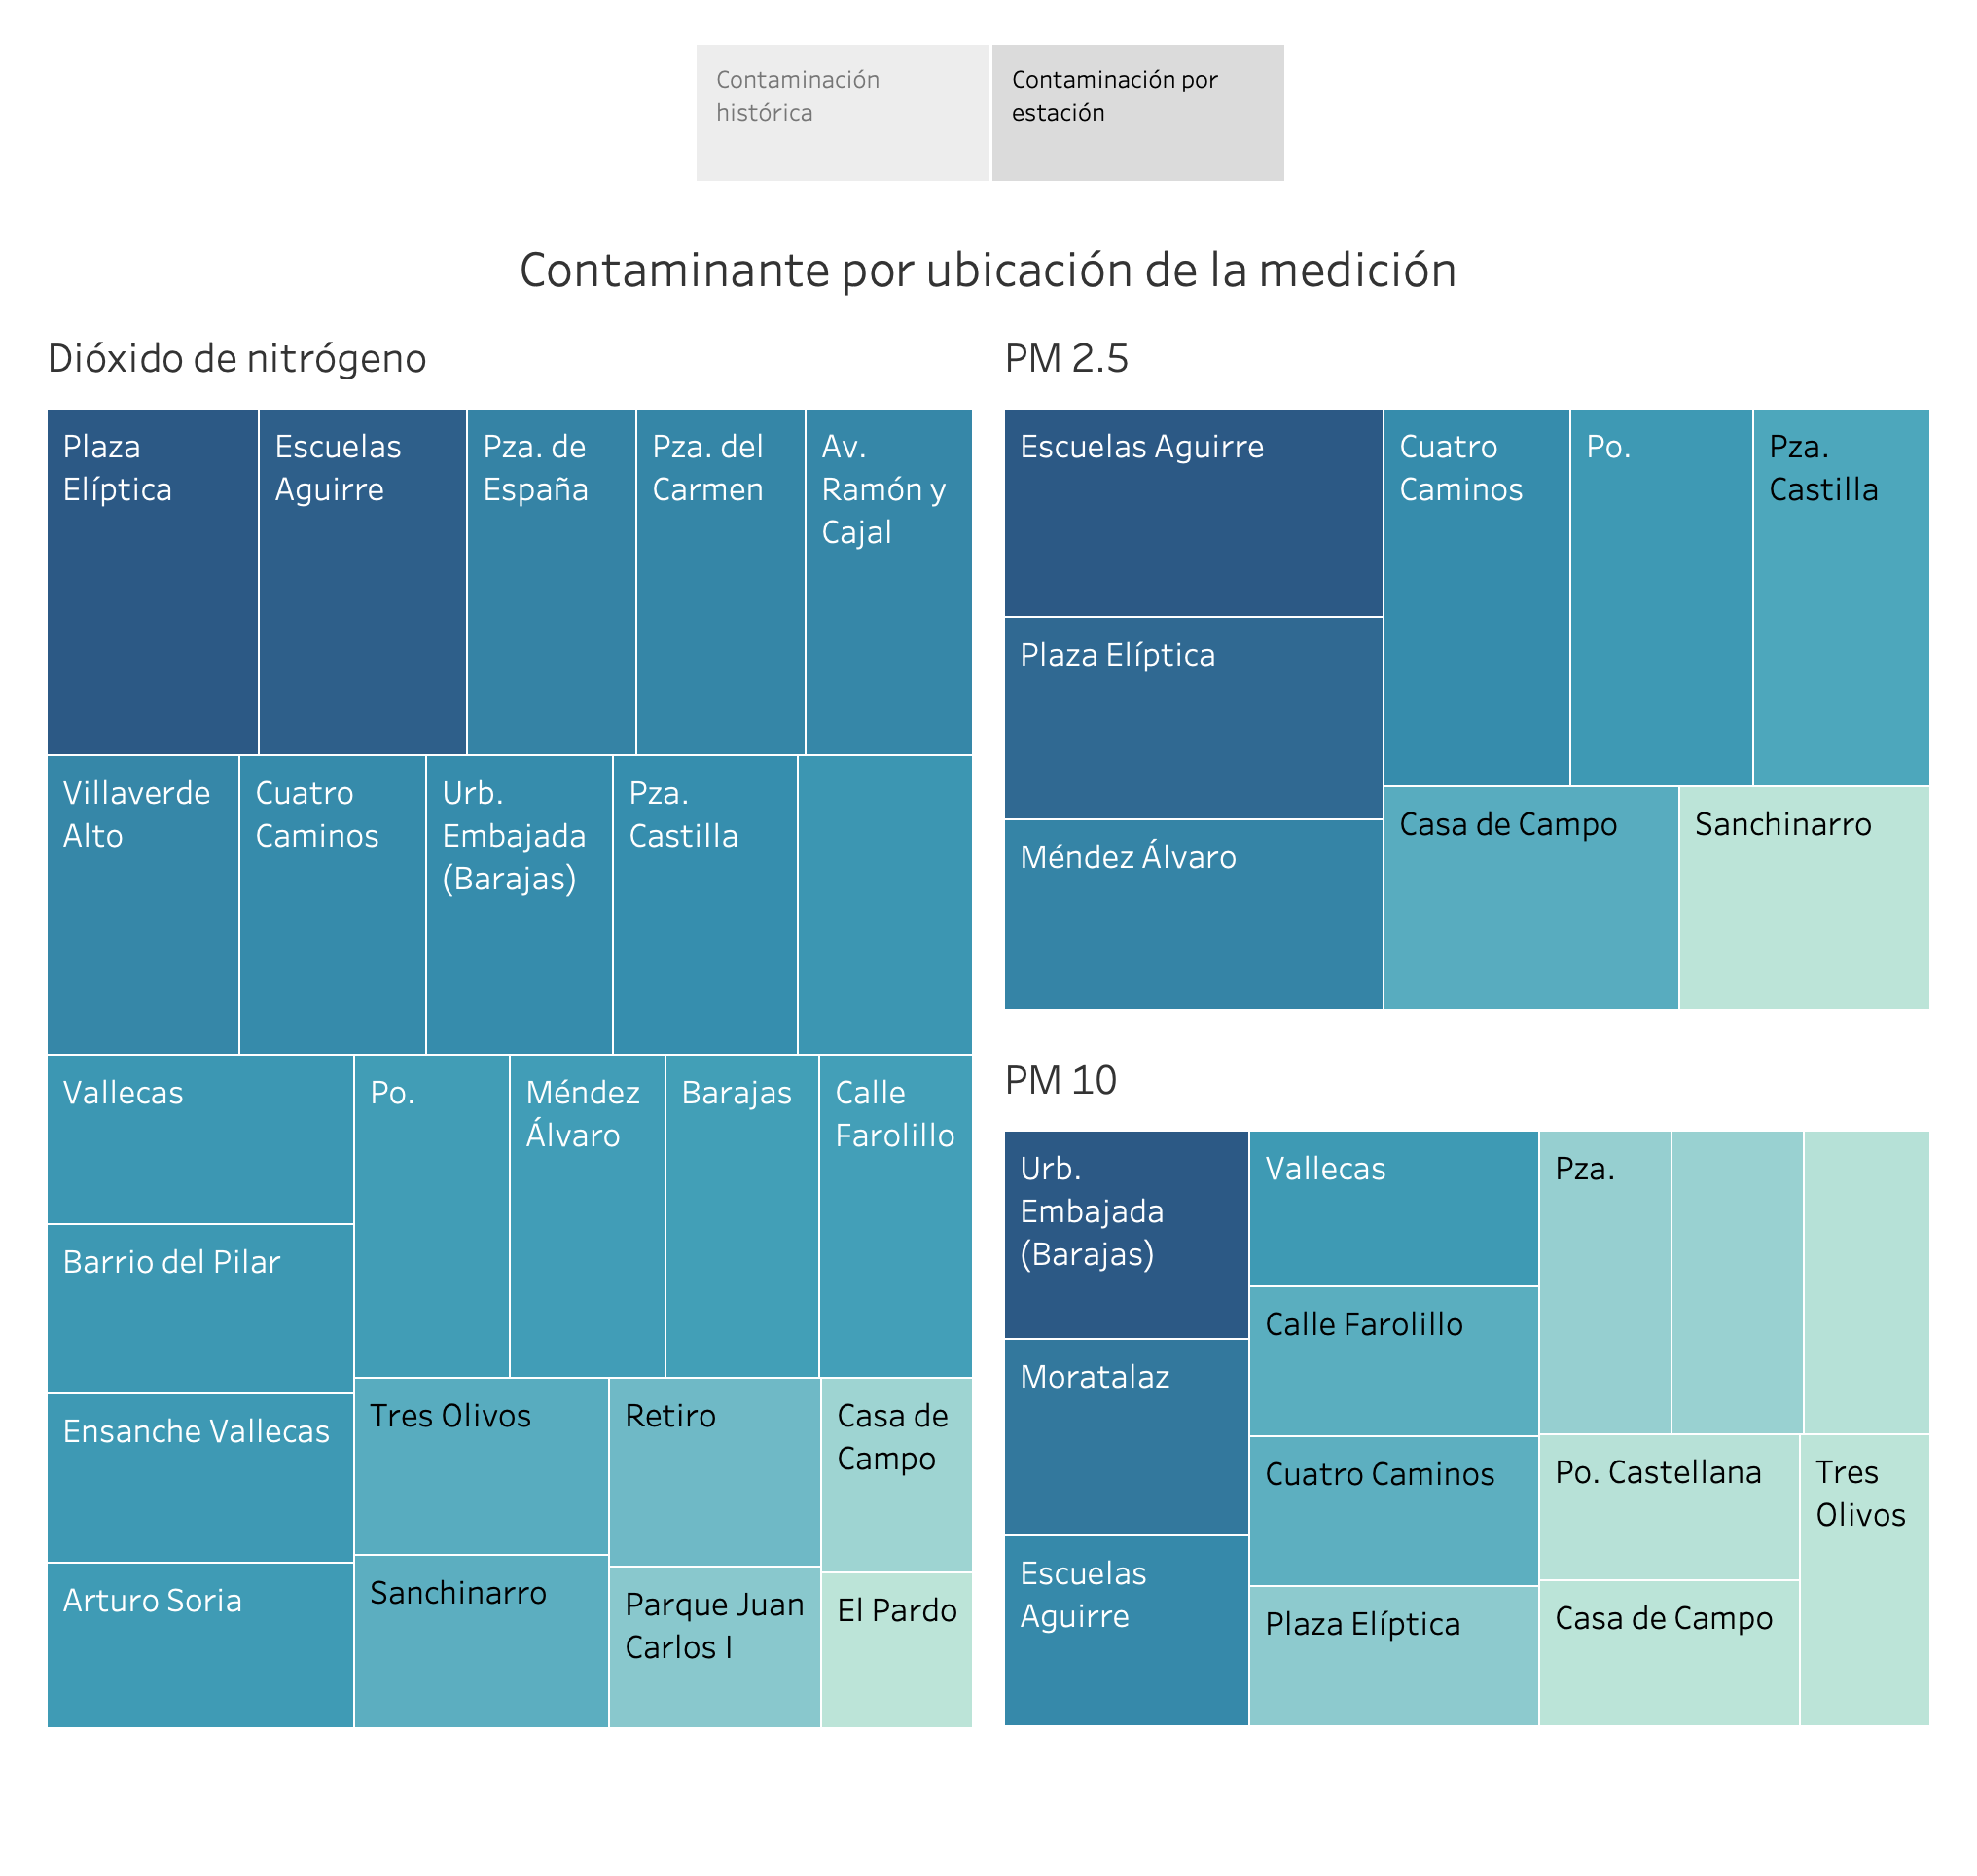 Contaminación
histórica
Contaminación por
estación
Contaminante por ubicación de la medición
Dióxido de nitrógeno
Plaza
Elíptica
Escuelas
Aguirre
Pza. de
España
Pza. del
Carmen
Av.
Ramón y
Cajal
Villaverde
Alto
Cuatro
Caminos
Urb.
Embajada
(Barajas)
Pza.
Castilla
Vallecas
Barrio del Pilar
Ensanche Vallecas
Arturo Soria
Po.
Méndez
Álvaro
Barajas
Calle
Farolillo
Tres Olivos
Sanchinarro
Retiro
Parque Juan
Carlos I
Casa de
Campo
El Pardo
PM 2.5
Escuelas Aguirre
Plaza Elíptica
Méndez Álvaro
Cuatro
Caminos
Po.
Pza.
Castilla
Casa de Campo
Sanchinarro
PM 10
Urb.
Embajada
(Barajas)
Moratalaz
Escuelas
Aguirre
Vallecas
Calle Farolillo
Cuatro Caminos
Plaza Elíptica
Pza.
Po. Castellana
Casa de Campo
Tres
Olivos